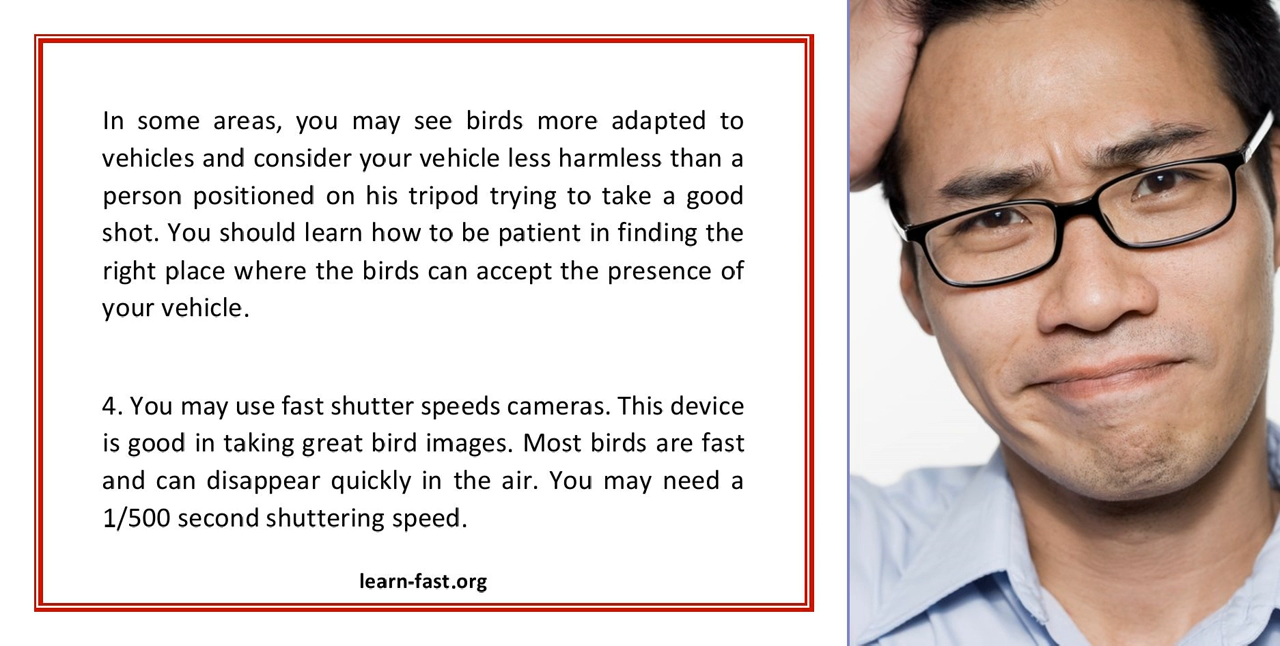 In some areas, you may see birds more adapted to
vehicles and consider your vehicle less harmless than a
person positioned on his tripod trying to take a good
shot. You should learn how to be patient in finding the
right place where the birds can accept the presence of
your vehicle.
4. You may use fast shutter speeds cameras. This device
is good in taking great bird images. Most birds are fast
and can disappear quickly in the air. You may need a
1/500 second shuttering speed.
learn-fast.org